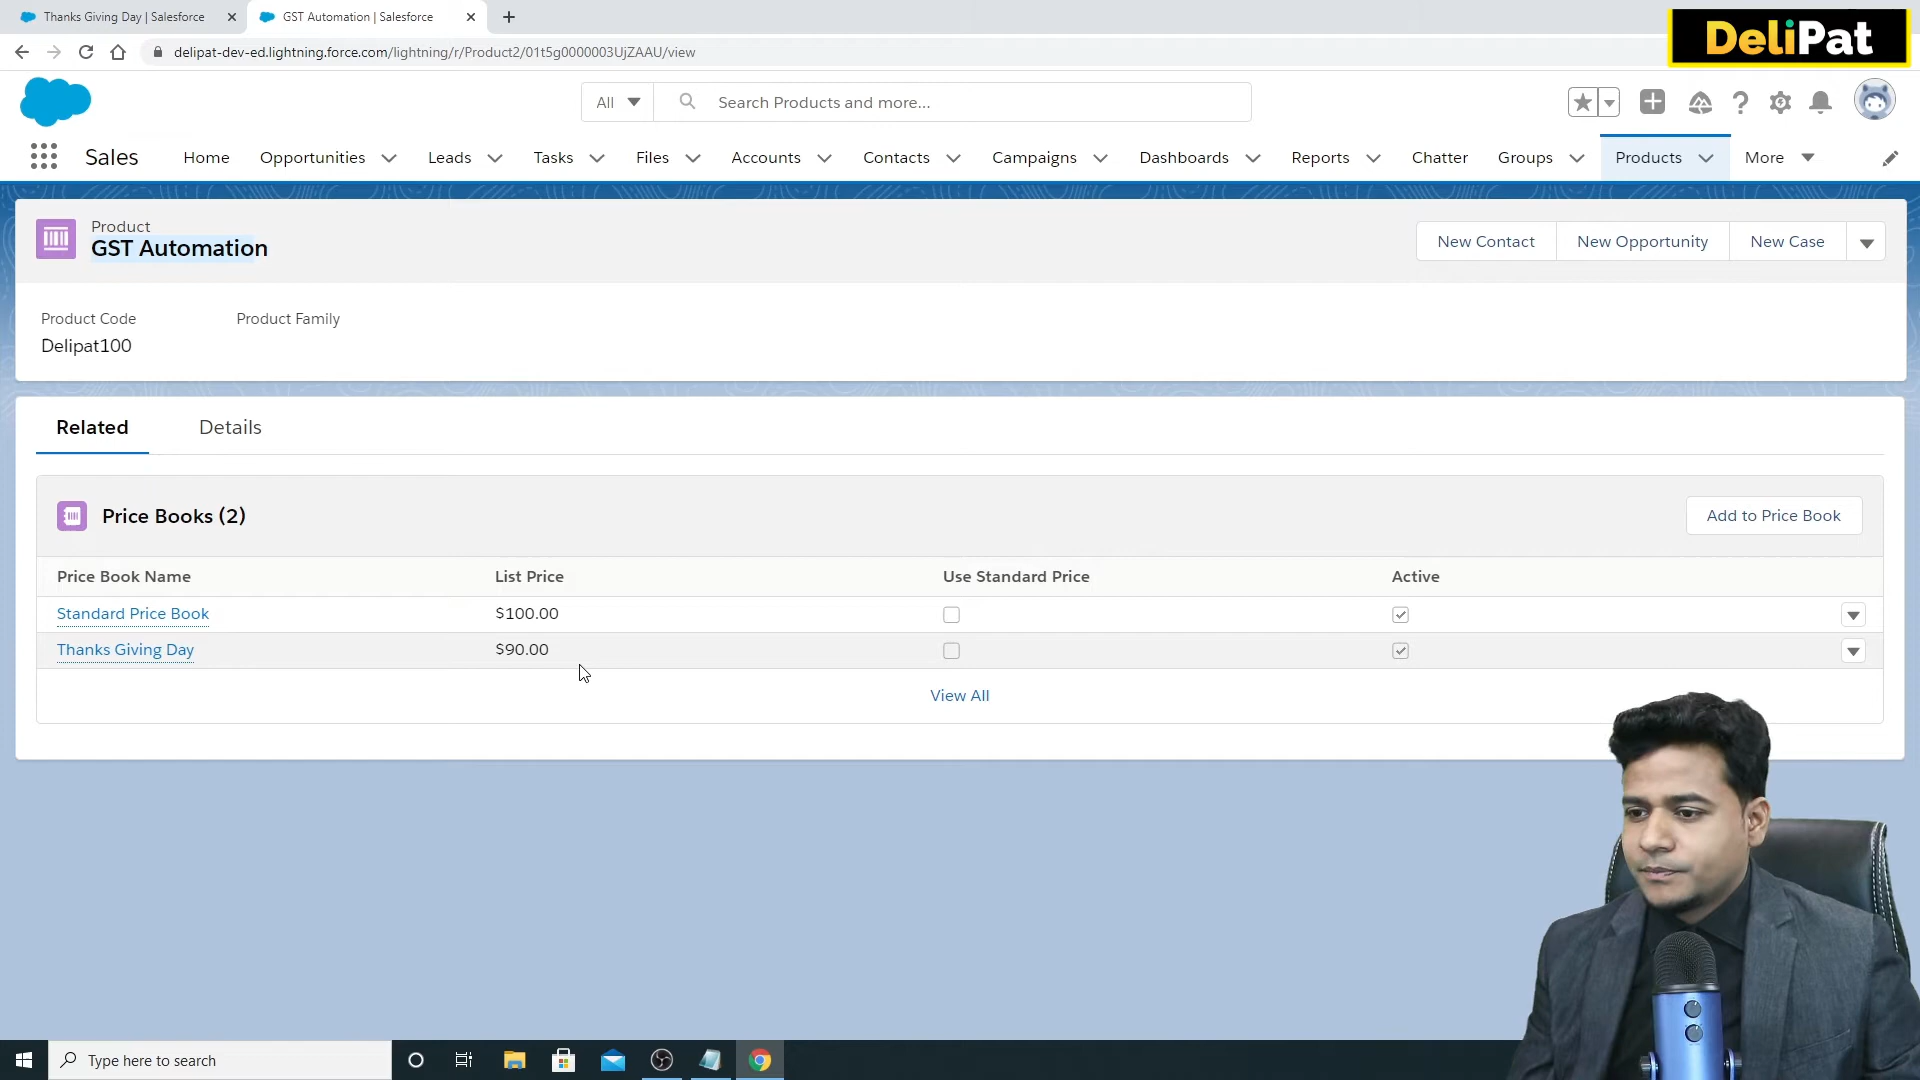 Thanks Giving Day | Salesforce
GST Automation | Salesforce
delipat-dev-ed.lightning.force.com/lightning/r/Product2/01t5g0000003UjZAAU/view
DeliPat
All
Search Products and more...
Sales
Home
Opportunities
Leads
Tasks
Files
Accounts
Contacts
Campaigns
Dashboards
Reports
Chatter
Groups
Products
More
Product
GST Automation
New Contact
New Opportunity
New Case
Product Code
Product Family
Delipat100
Related
Details
Price Books (2)
Add to Price Book
Price Book Name
List Price
Use Standard Price
Active
Standard Price Book
$100.00
Thanks Giving Day
$90.00
View All
Type here to search